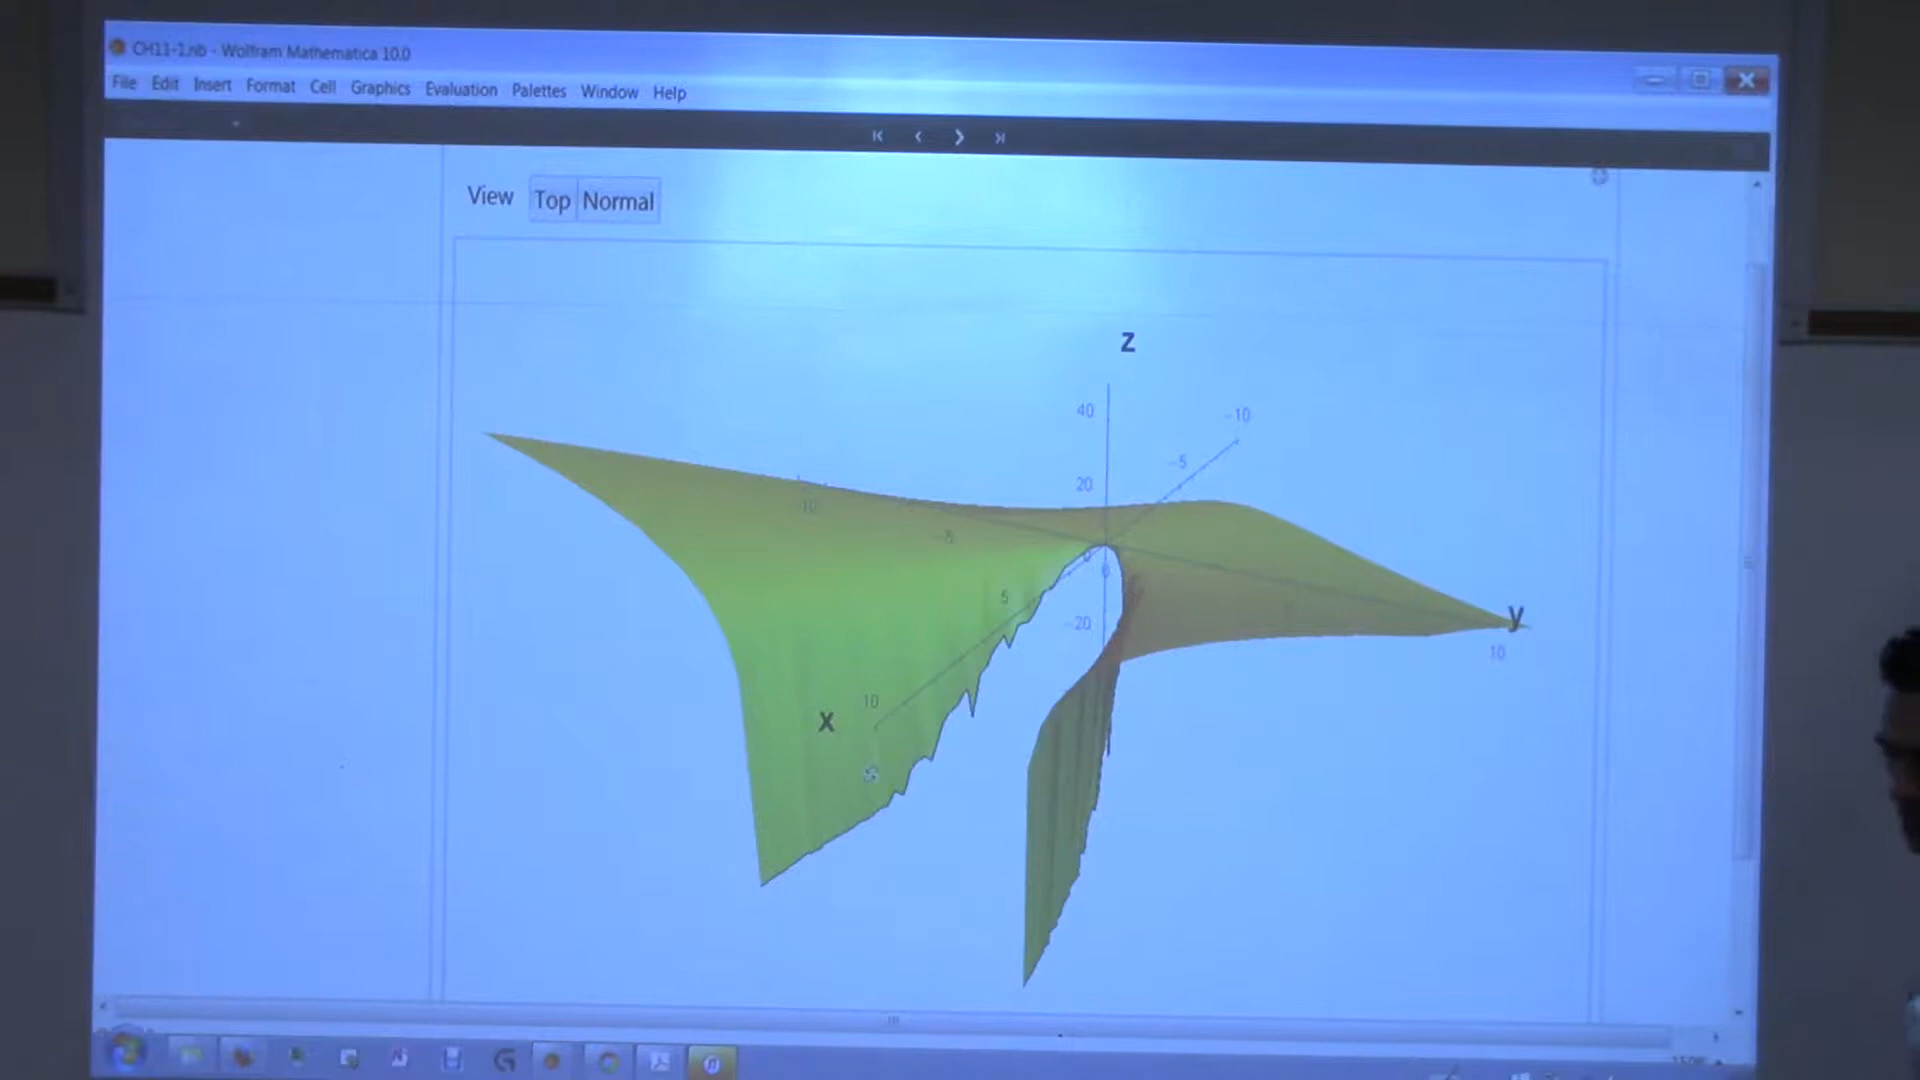 CH11-1.nb - Wolfram Mathematica 10.0
File Edit Insert Format Cell Graphics Evaluation Palettes Window Help
View Top Normal
z
40
-10
-5
20
10
-5
0
0
5
-20
y
10
10
x